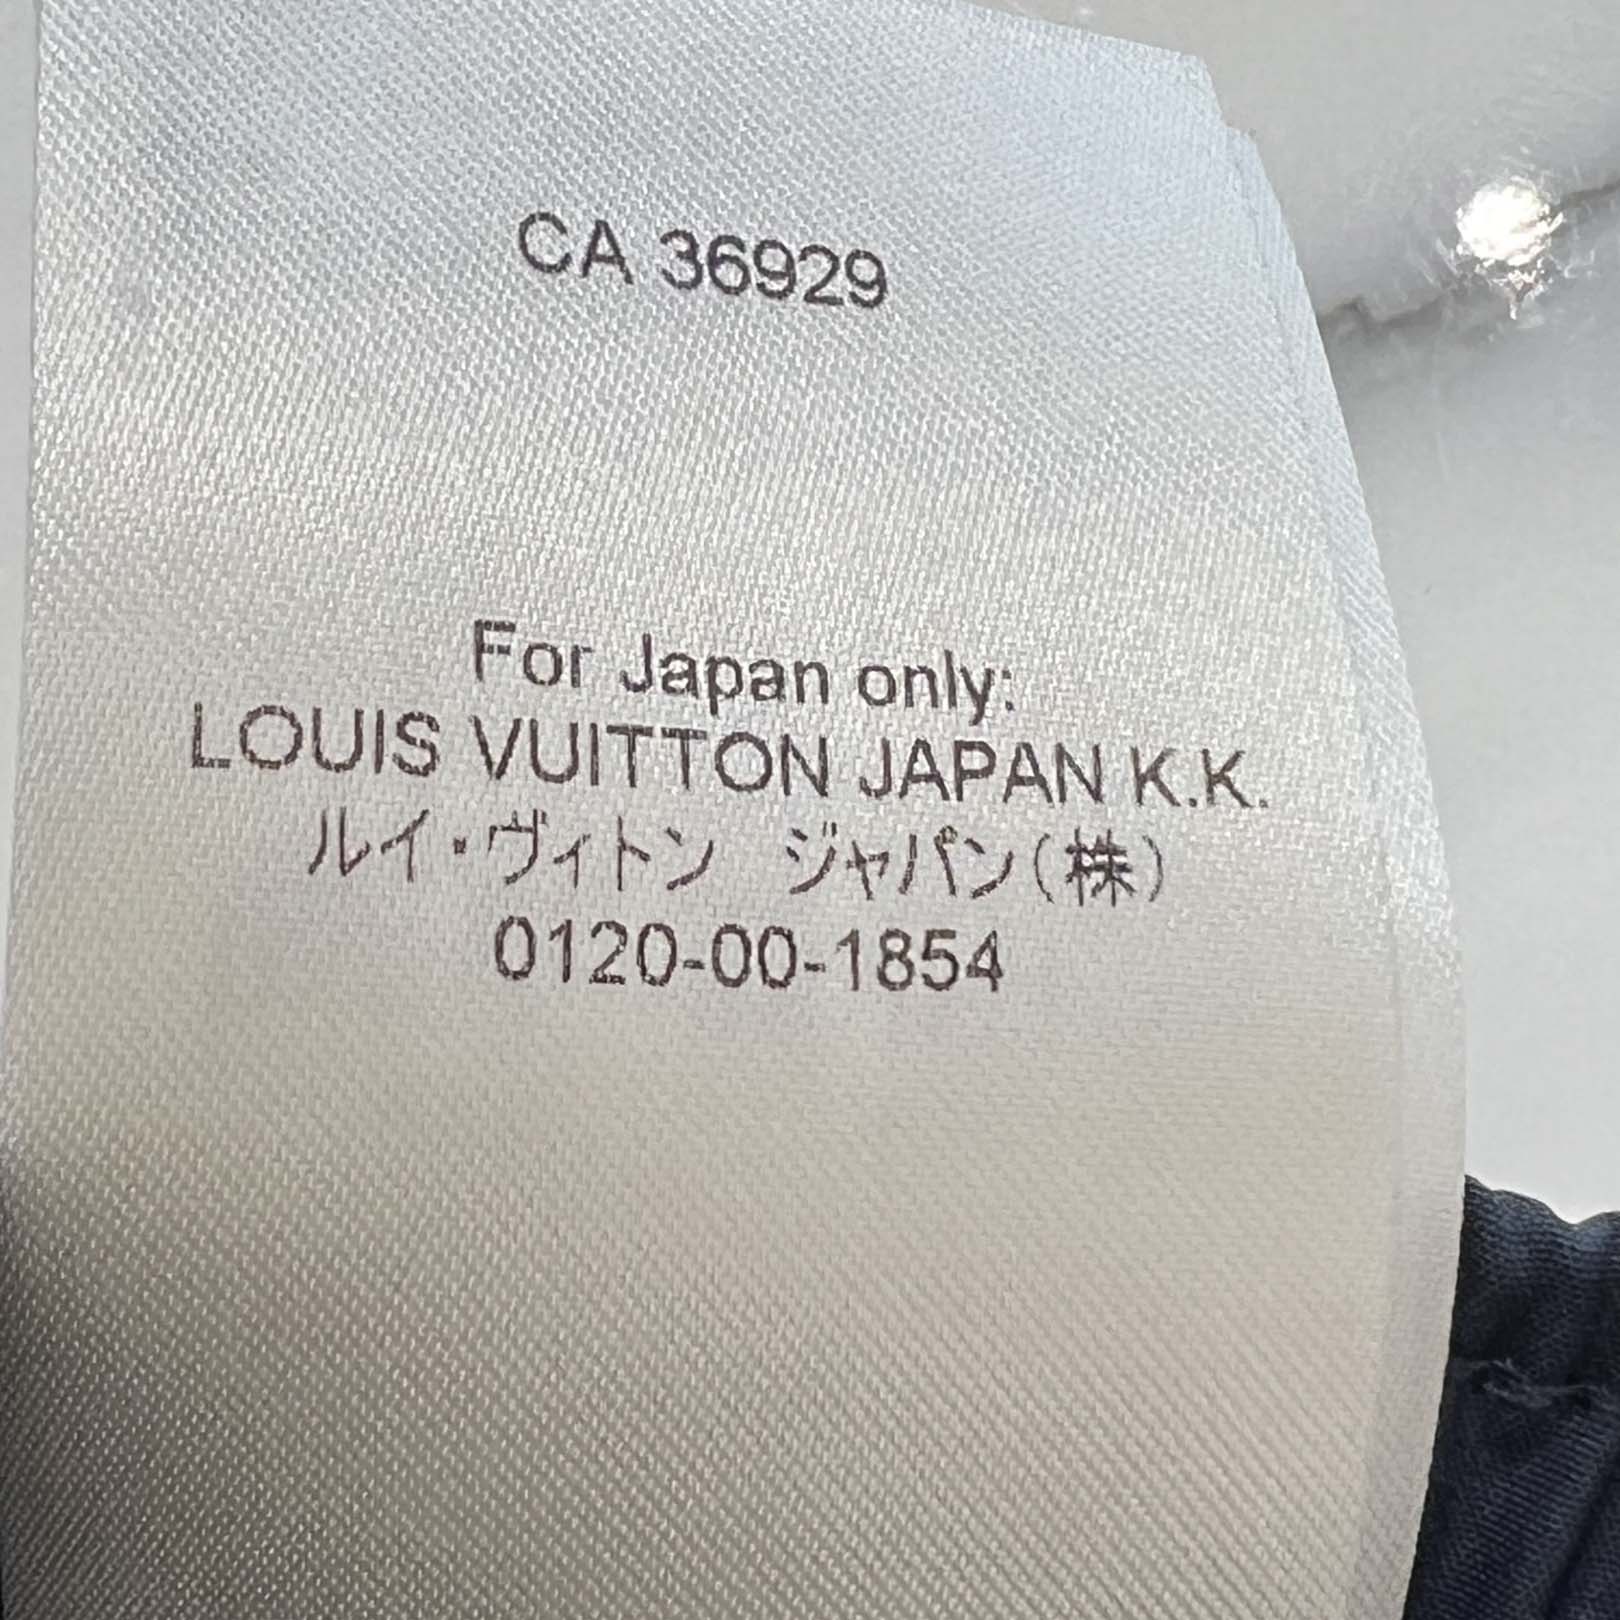 CA 36929
For Japan only:
LOUIS VUITTON JAPAN K.K.
ルイ・ヴィトン　ジャパン(株)
0120-00-1854